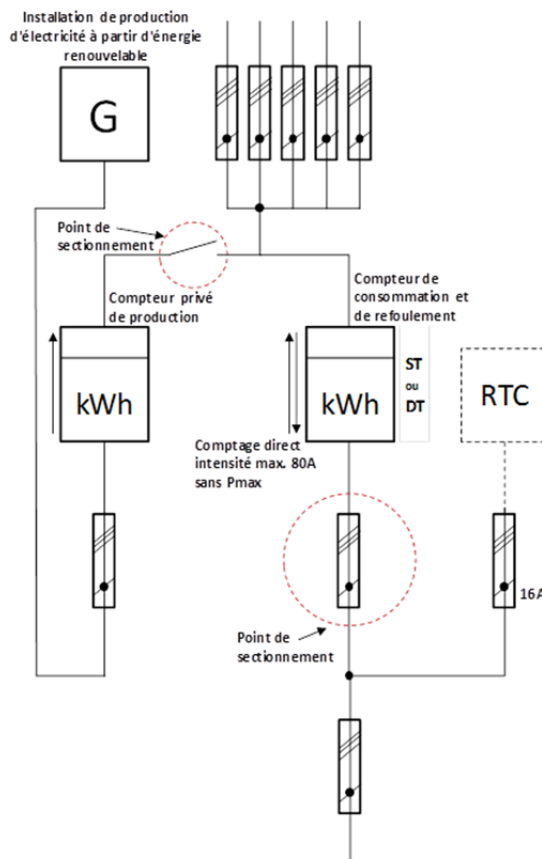 Installation de production
d'électricité à partir d'énergie
renouvelable
G
Point de
sectionnement
Compteur privé
de production
Compteur de
consommation et
de refoulement
kWh
kWh
ST
ou
DT
RTC
Comptage direct
intensité max. 80A
sans Pmax
16A
Point de
sectionnement